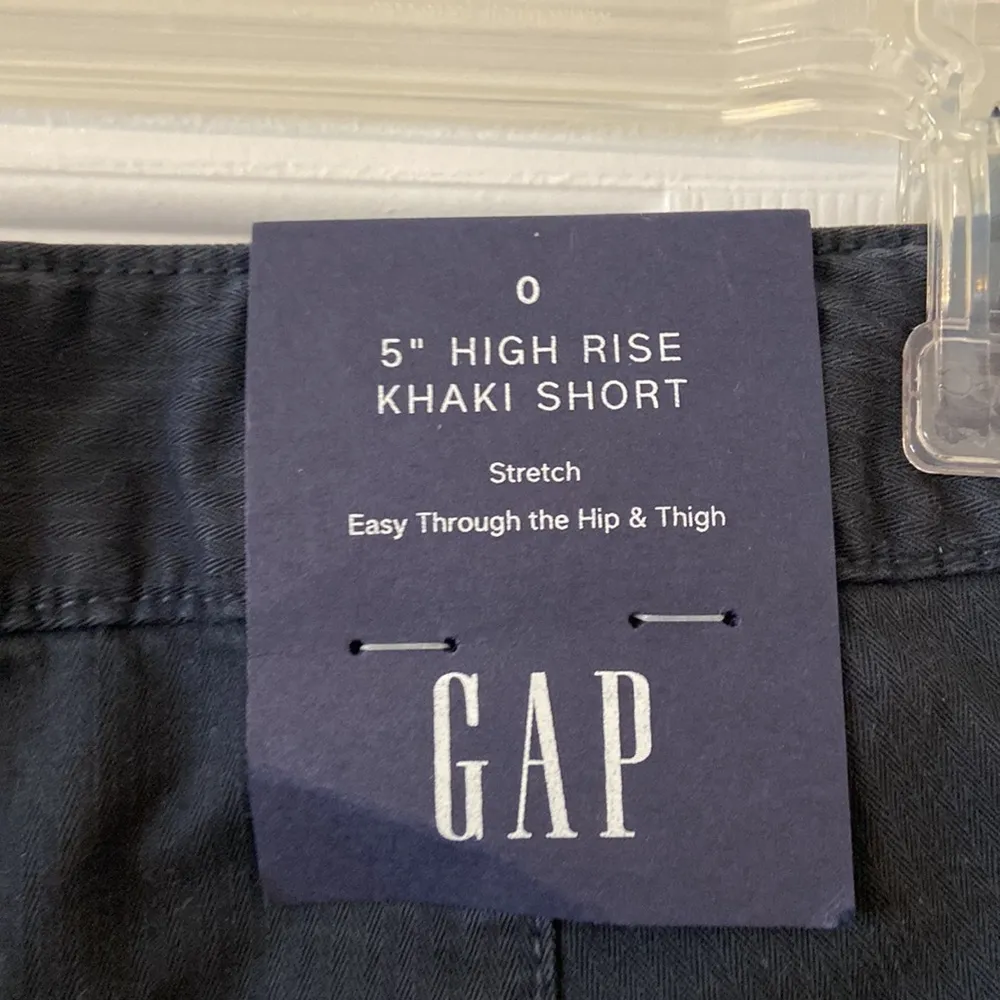 0
5" HIGH RISE
KHAKI SHORT
Stretch
Easy Through the Hip & Thigh
GAP